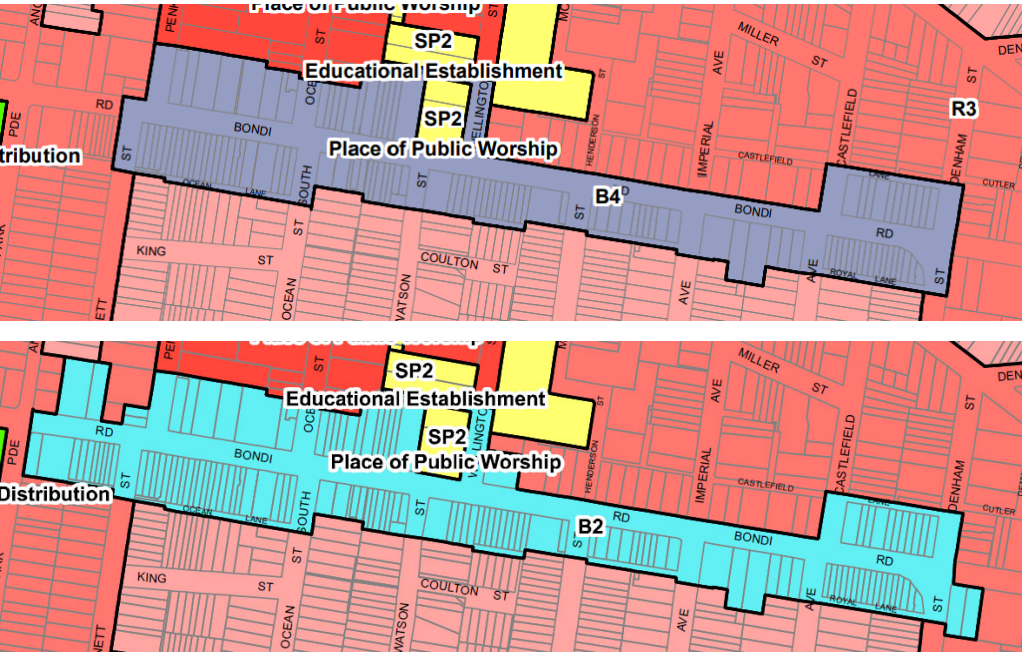 Place of Public Worship
ST
SP2
MILLER
ST
DEN
Educational Establishment
AVE
ST
ST
R3
RD
PDE
SP2
BONDI
HENDERSON
IMPERIAL
CASTLEFIELD
DENHAM
Place of Public Worship
CASTLEFIELD
LANE
CUTLER
tribution
ST
OCEAN
LANE
SOUTH
ST
ST
B4
BONDI
RD
ST
KING
ST
COULTON
ST
AVE
ROYAL
LANE
ST
OCEAN
WATSON
AVE
ETT
ST
SP2
MILLER
ST
DEN
Educational Establishment
AVE
ST
ST
RD
PDE
SP2
BONDI
HENDERSON
IMPERIAL
CASTLEFIELD
DENHAM
Place of Public Worship
CASTLEFIELD
LANE
CUTLER
Distribution
ST
OCEAN
LANE
SOUTH
ST
RD
ST
B2
BONDI
RD
ST
KING
ST
COULTON
ST
AVE
ROYAL
LANE
ST
OCEAN
WATSON
AVE
NETT